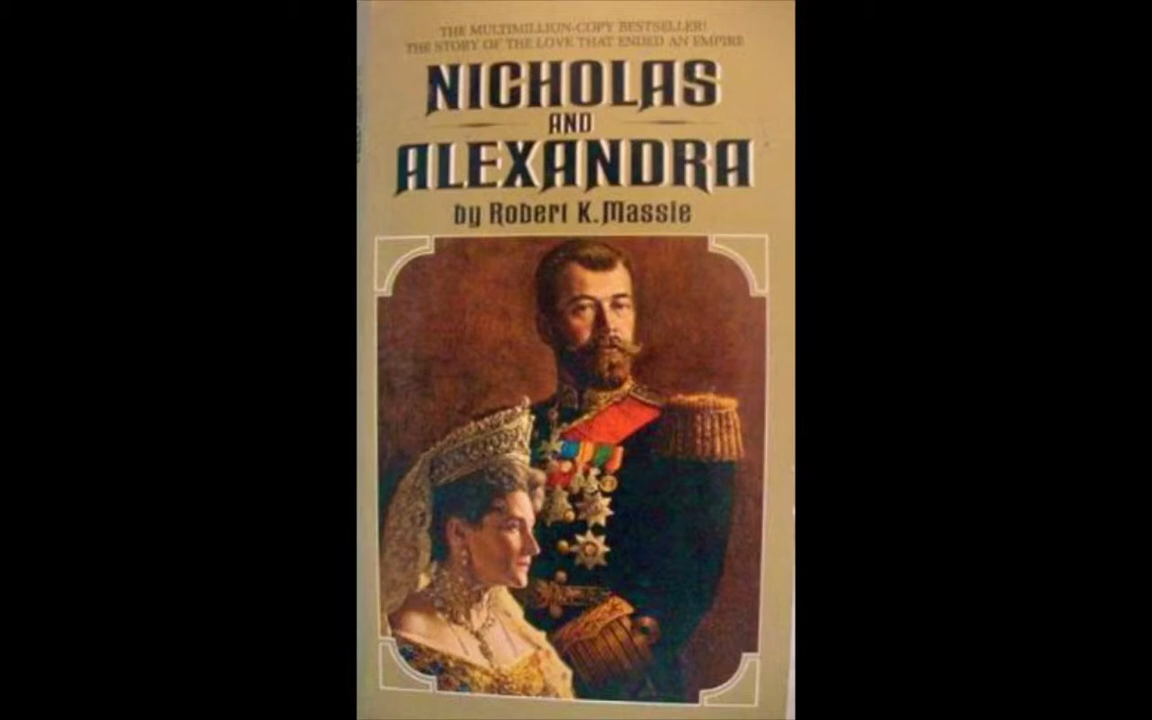 THE MULTIMILLION-COPY BESTSELLER!
THE STORY OF THE LOVE THAT ENDED AN EMPIRE
NICHOLAS
AND
ALEXANDRA
by Robert K. Massie